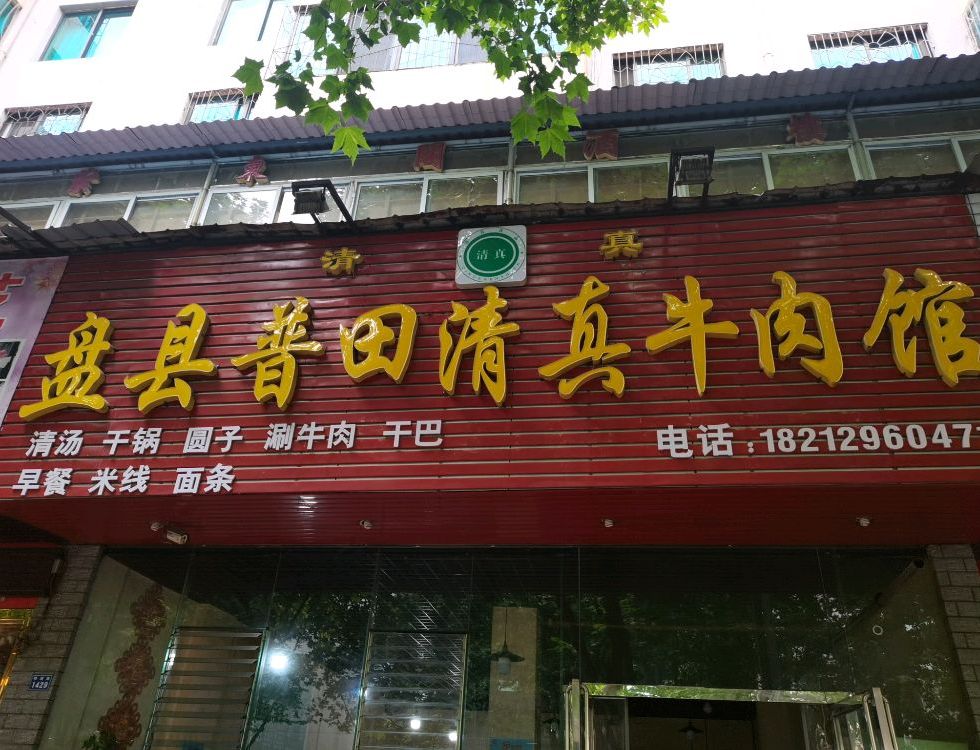 清真
清真
盘县普田清真牛肉馆
清汤 干锅 圆子 涮牛肉 干巴
电话：1821296047
早餐 米线 面条
1429